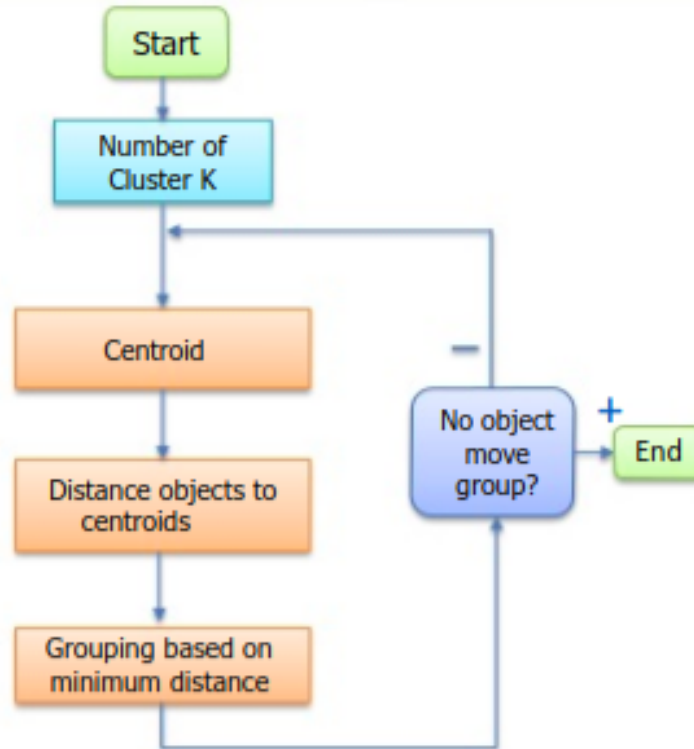 Start
Number of
Cluster K
Centroid
Distance objects to
centroids
Grouping based on
minimum distance
−
No object
move
group?
+
End